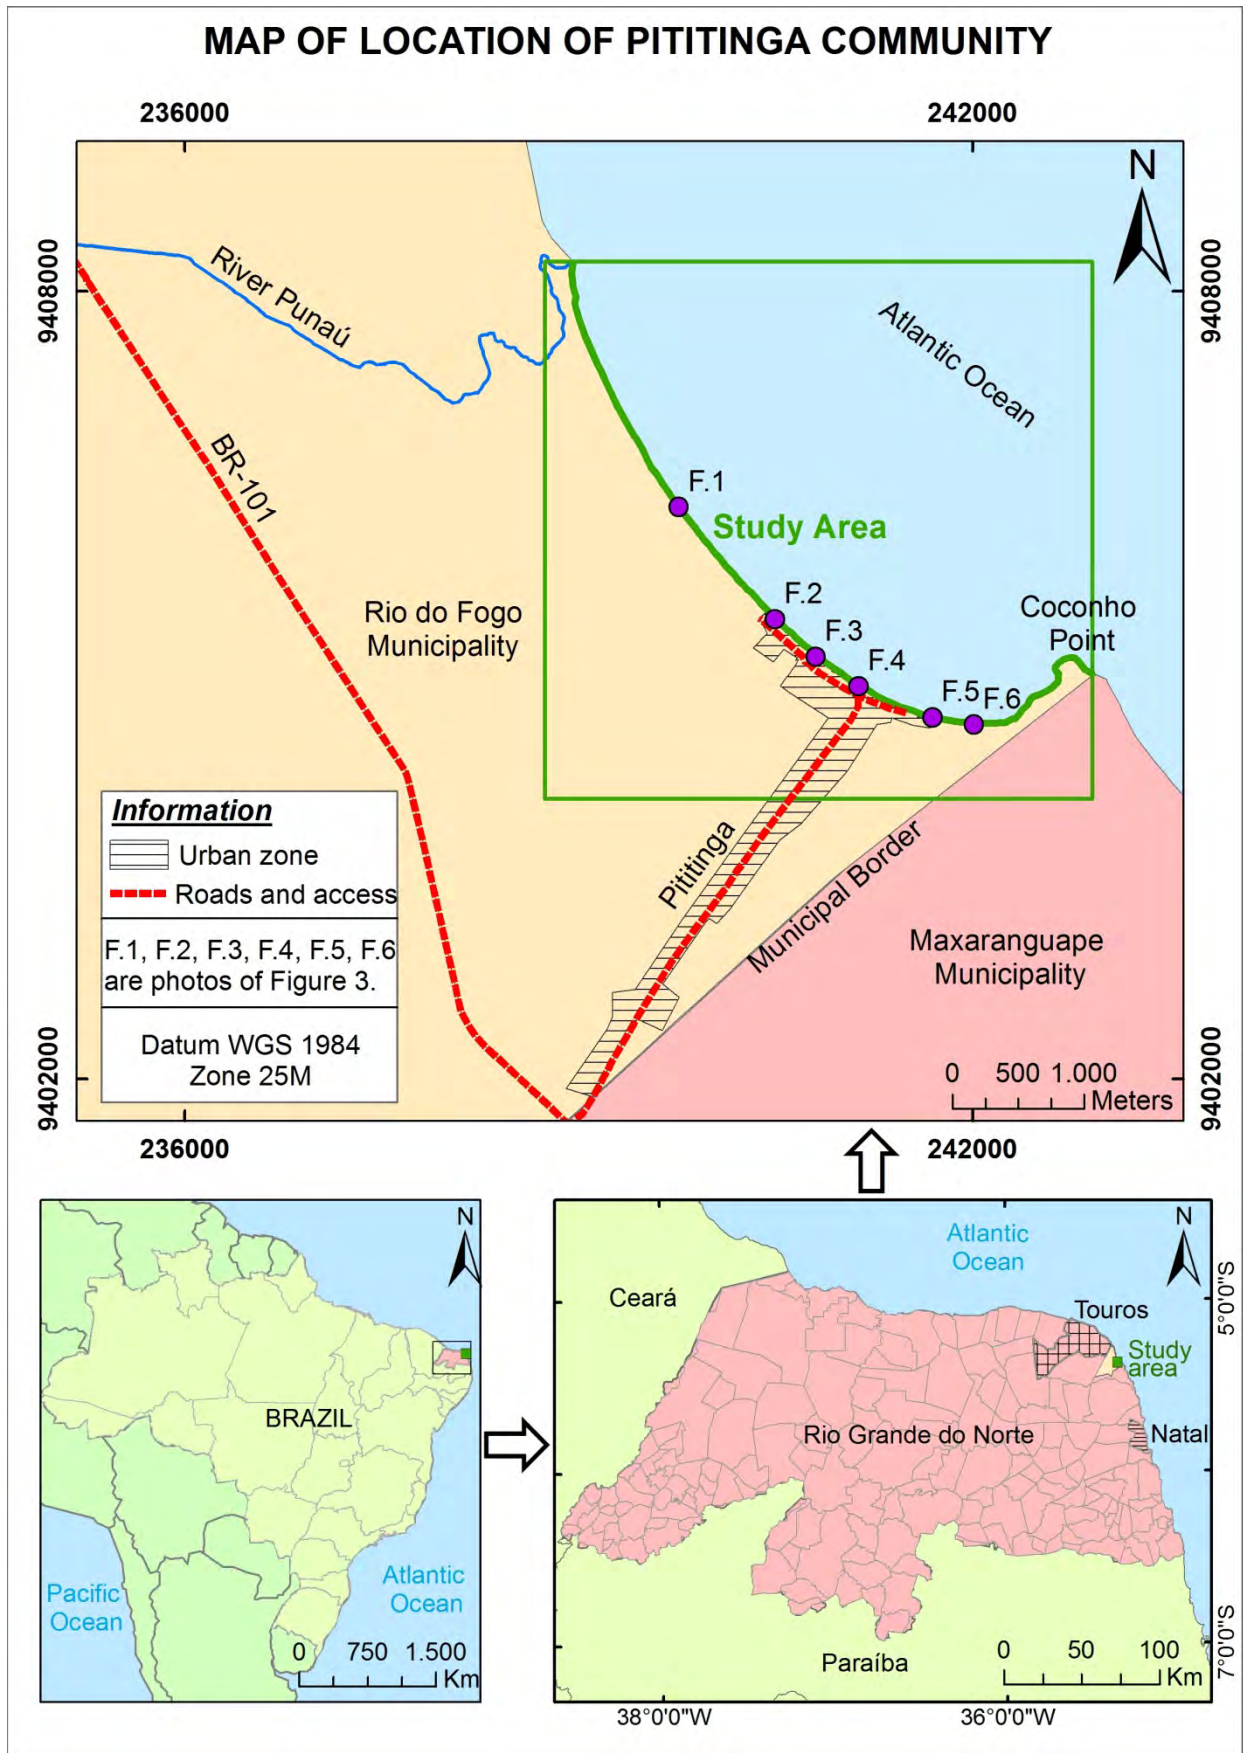 MAP OF LOCATION OF PITITINGA COMMUNITY
236000
242000
N
9408000
9408000
River Punaú
Atlantic Ocean
BR-101
F.1
Study Area
F.2
F.3
F.4
F.5
F.6
Coconho
Point
Rio do Fogo
Municipality
Pititinga
Municipal Border
Maxaranguape
Municipality
Information
Urban zone
Roads and access
F.1, F.2, F.3, F.4, F.5, F.6
are photos of Figure 3.
Datum WGS 1984
Zone 25M
0 500 1.000
Meters
9402000
9402000
236000
242000
N
BRAZIL
Pacific
Ocean
Atlantic
Ocean
0 750 1.500
Km
Atlantic
Ocean
N
Ceará
Touros
Study
area
Rio Grande do Norte
Natal
Paraíba
0 50 100
Km
5°0'0"S
7°0'0"S
38°0'0"W
36°0'0"W